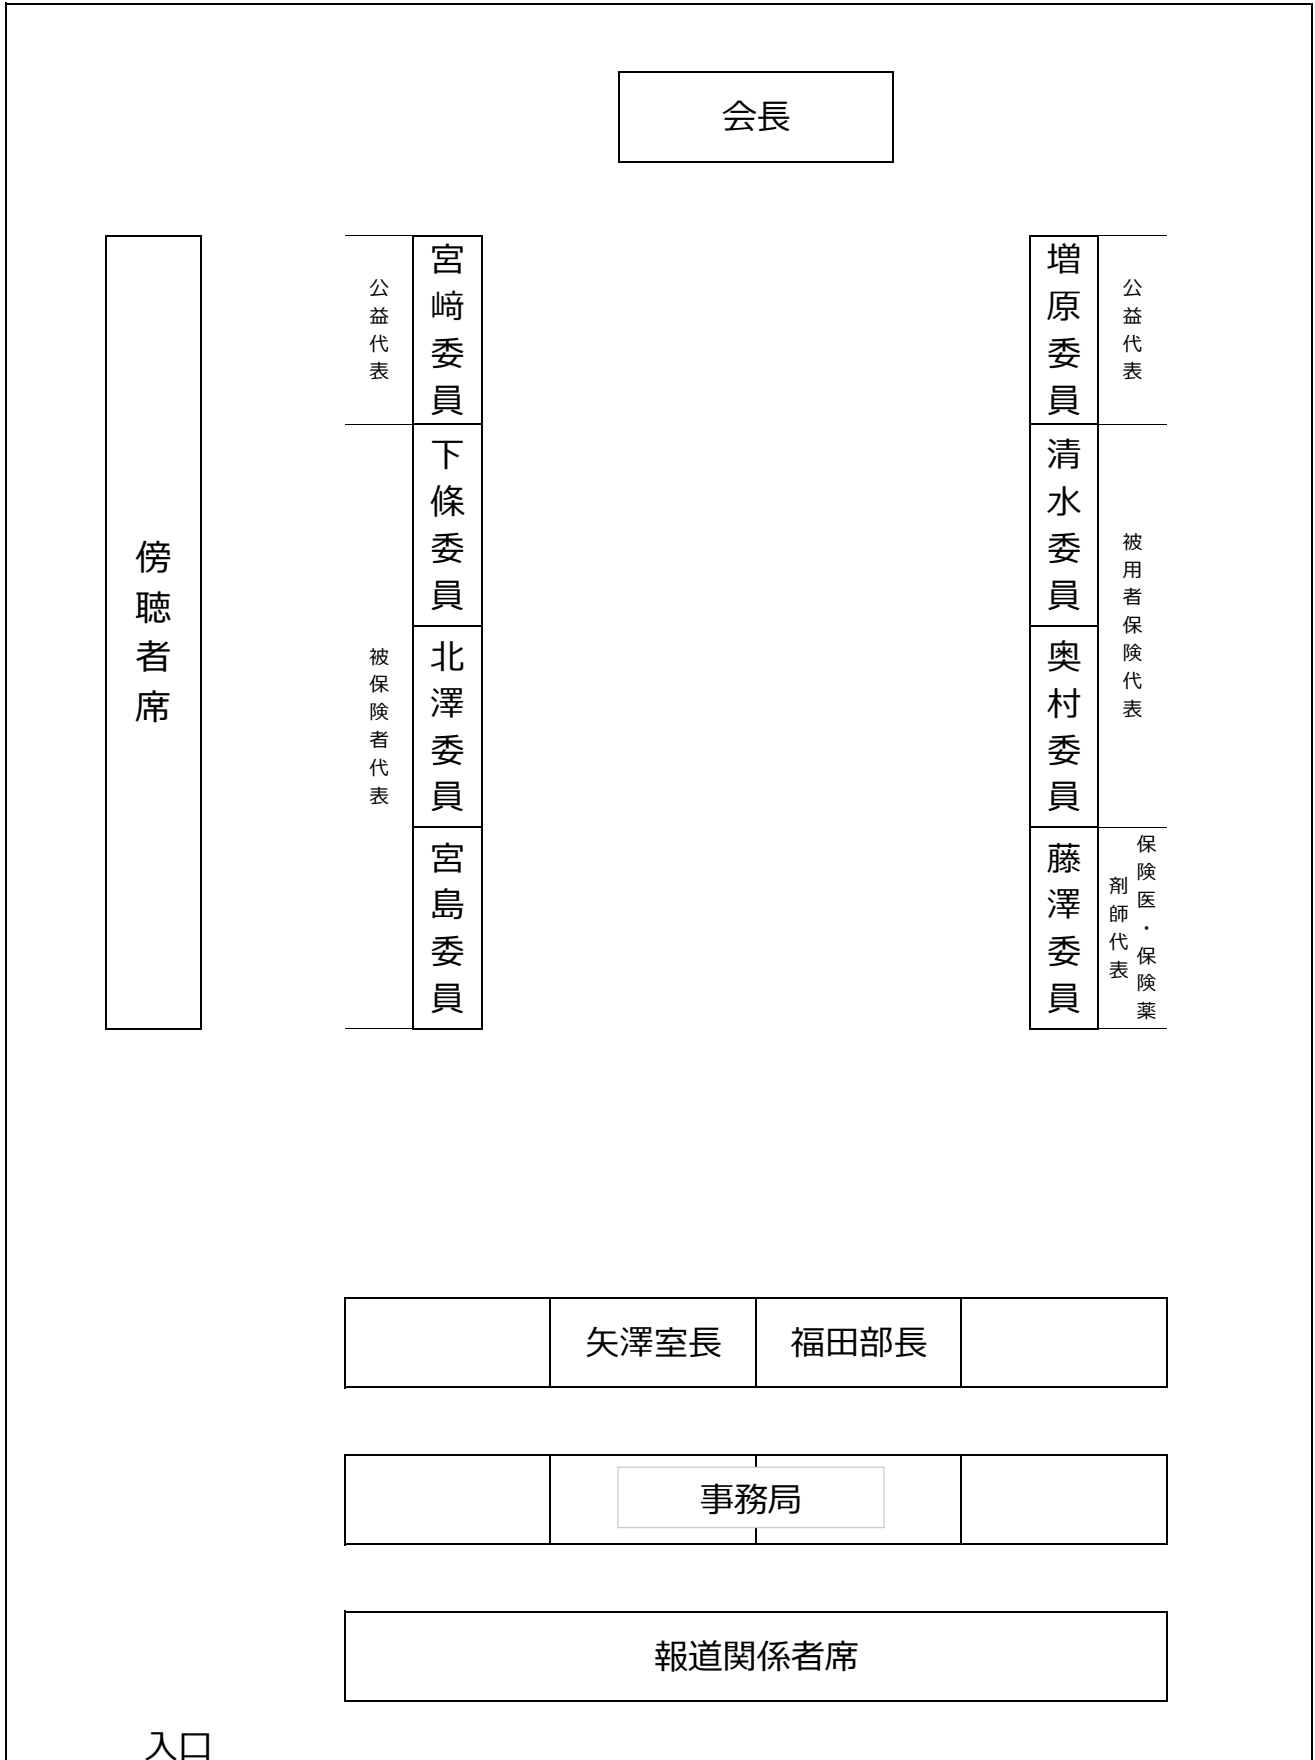 会長
傍聴者席
公益代表
宮﨑委員
被保険者代表
下條委員
北澤委員
宮島委員
増原委員
公益代表
清水委員
奥村委員
被用者保険代表
藤澤委員
保険医・保険薬
剤師代表
矢澤室長 福田部長
事務局
報道関係者席
入口